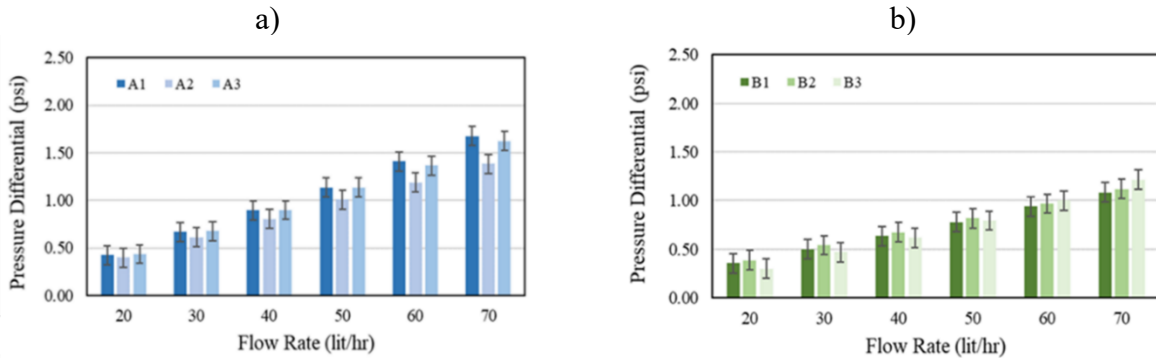 a)
2.50
2.00
1.50
1.00
0.50
0.00
Pressure Differential (psi)
A1 A2 A3
20 30 40 50 60 70
Flow Rate (lit/hr)
b)
2.50
2.00
1.50
1.00
0.50
0.00
Pressure Differential (psi)
B1 B2 B3
20 30 40 50 60 70
Flow Rate (lit/hr)